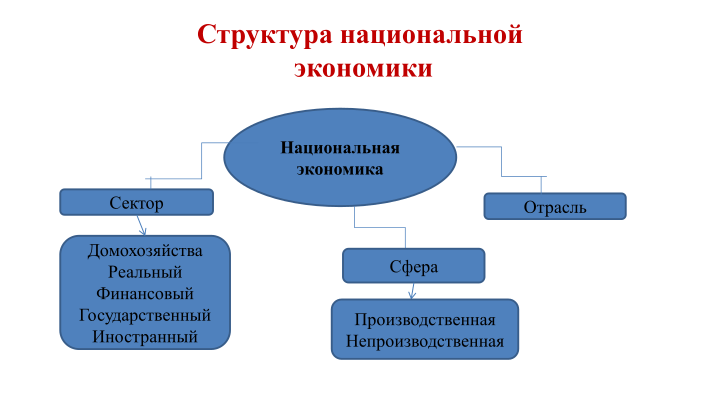 Структура национальной
экономики
Национальная
экономика
Сектор
Отрасль
Домохозяйства
Реальный
Финансовый
Государственный
Иностранный
Сфера
Производственная
Непроизводственная